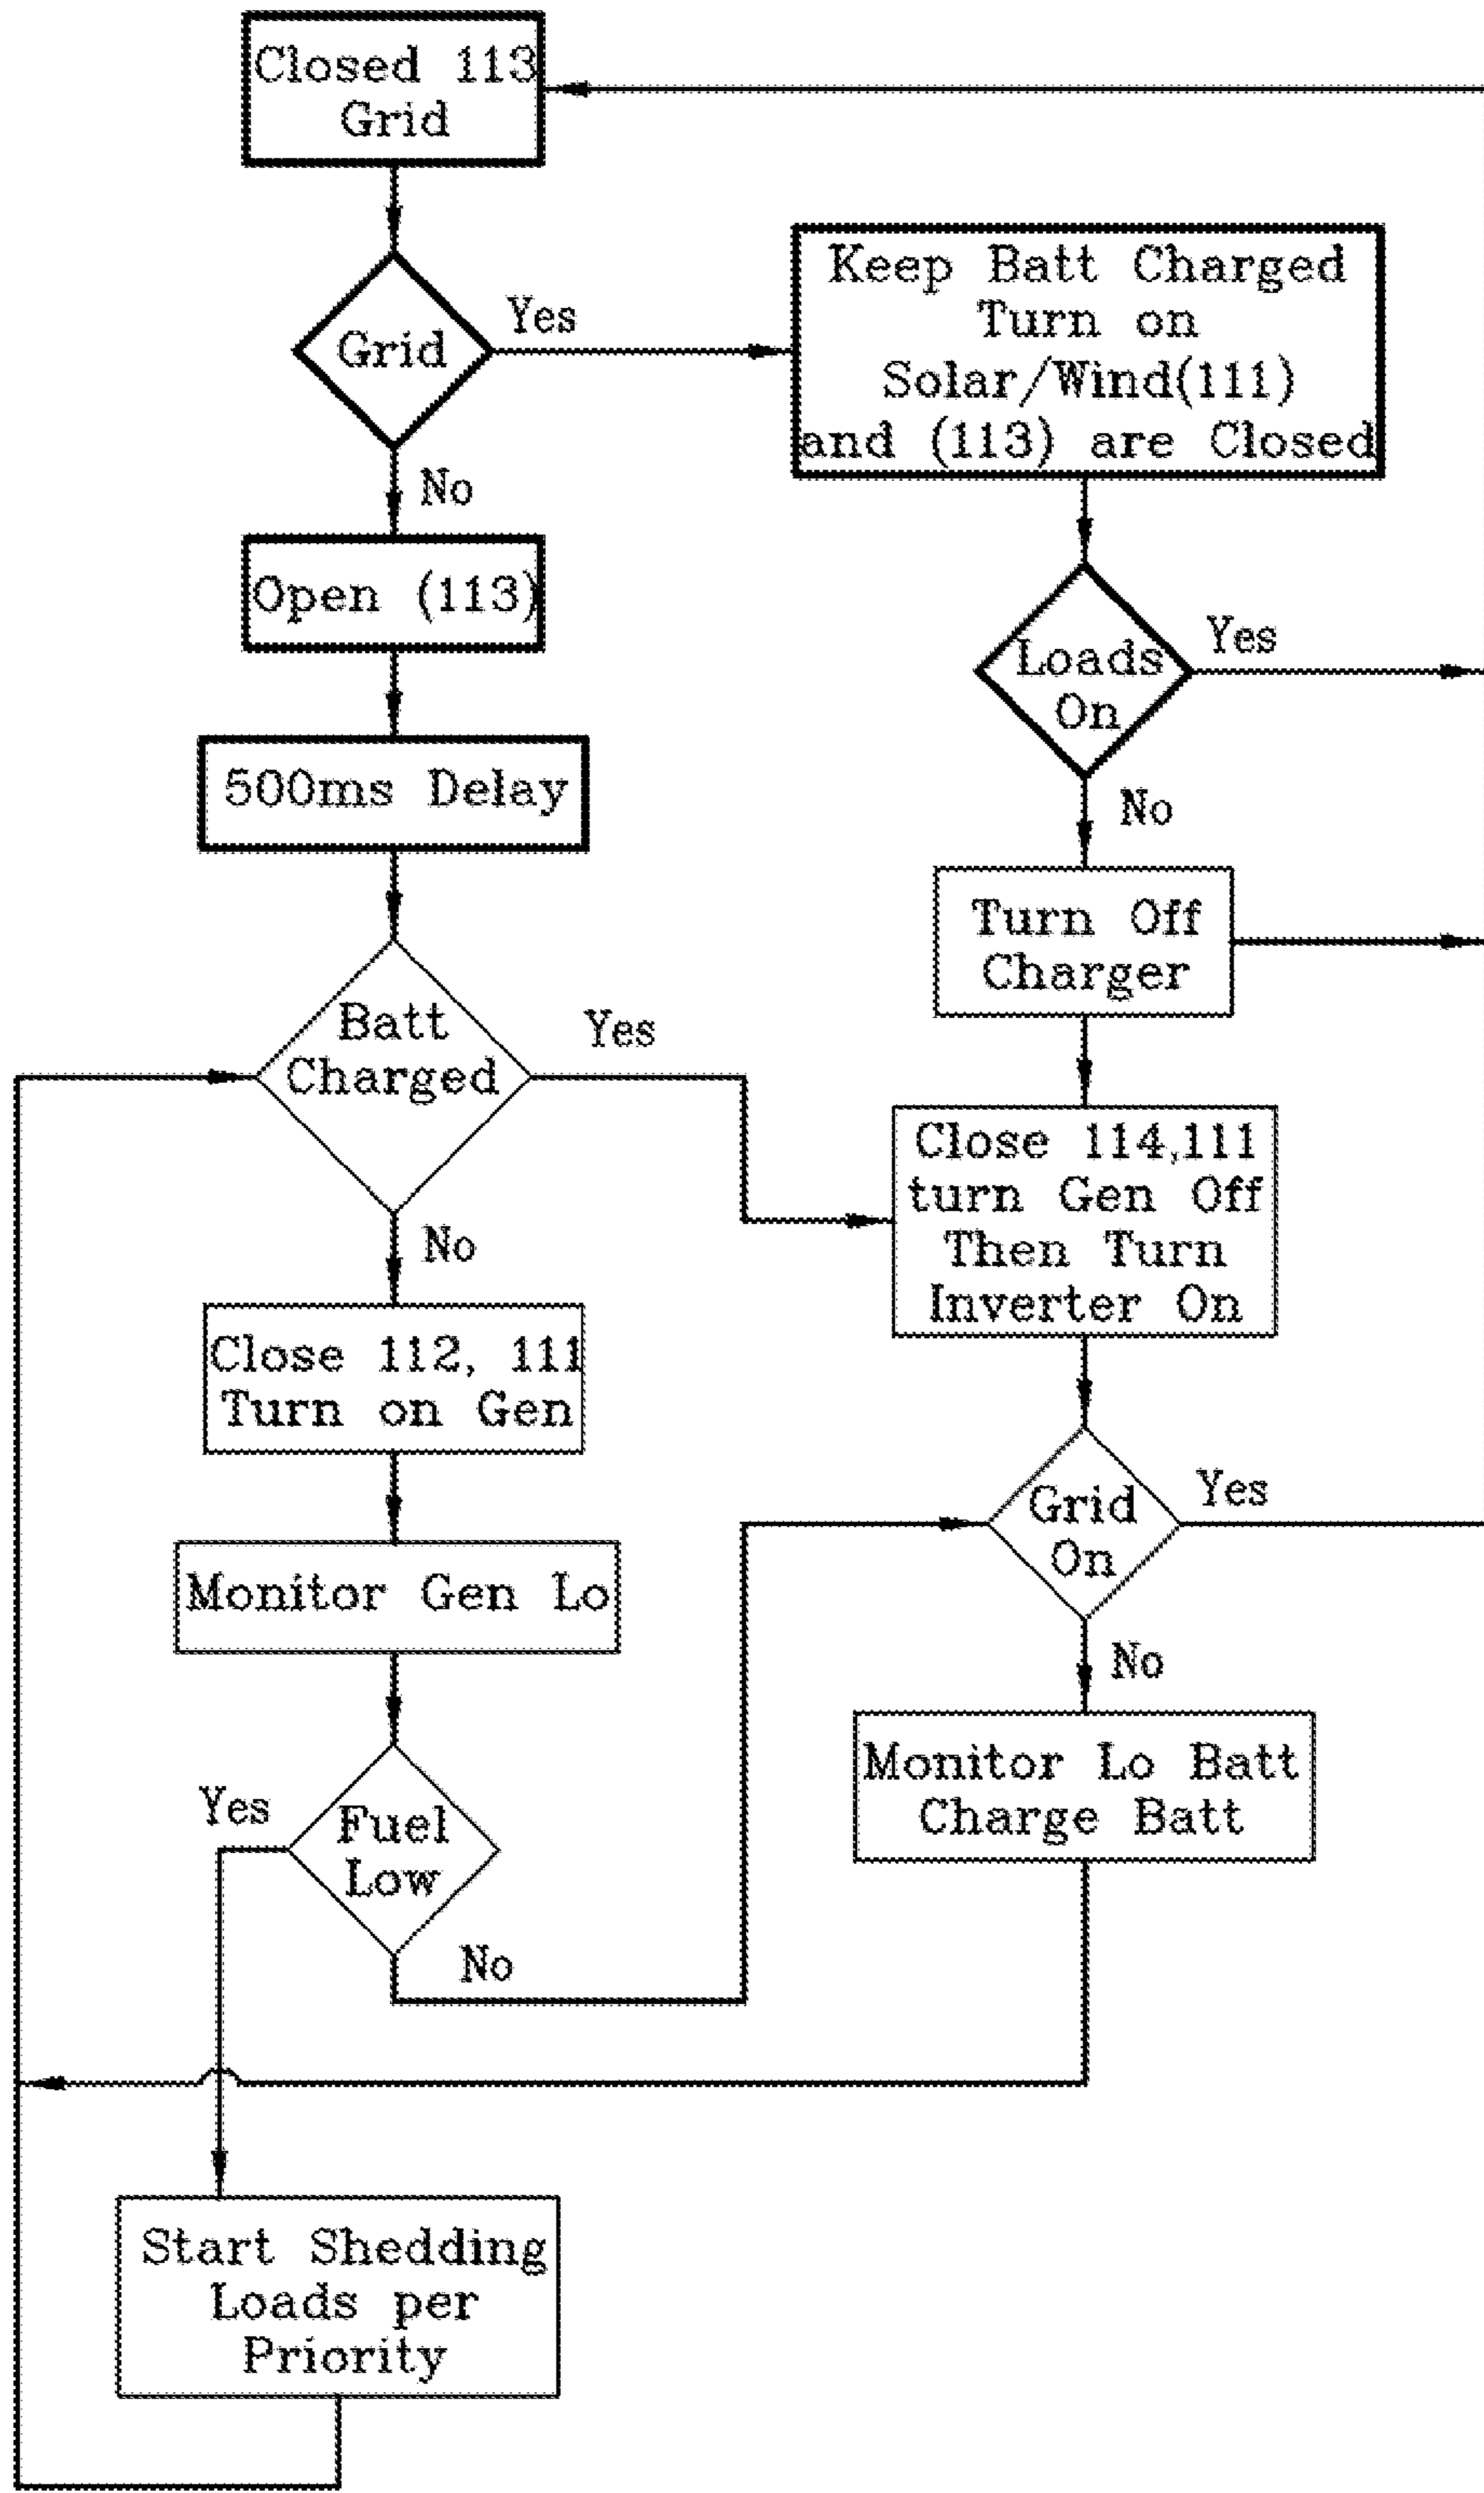 Closed 113
Grid
Grid
Yes
Keep Batt Charged
Turn on
Solar/Wind(111)
and (113) are Closed
No
Open (113)
Loads
On
Yes
500ms Delay
No
Turn Off
Charger
Batt
Charged
Yes
Close 114,111
turn Gen Off
Then Turn
Inverter On
No
Close 112, 111
Turn on Gen
Grid
On
Yes
Monitor Gen Lo
No
Monitor Lo Batt
Charge Batt
Yes
Fuel
Low
No
Start Shedding
Loads per
Priority